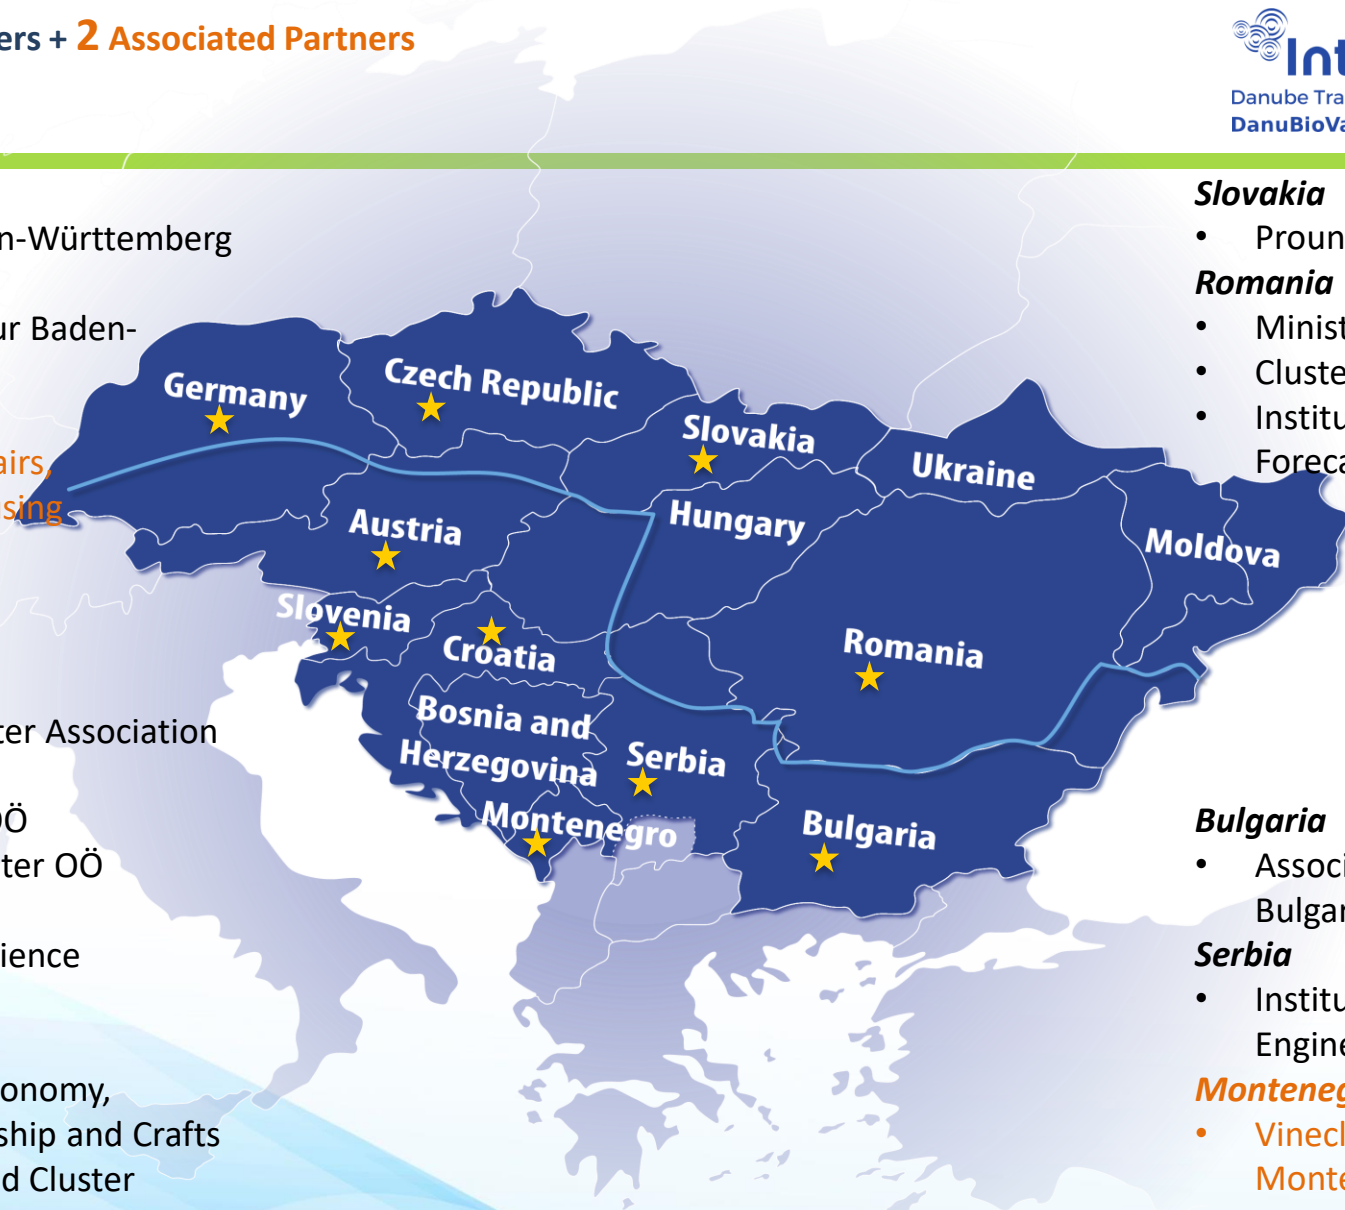 ers + 2 Associated Partners
Int
Danube Tra
DanuBioVa
n-Württemberg
ur Baden-
airs,
sing
ter Association
OÖ
ter OÖ
ience
onomy,
ship and Crafts
d Cluster
Germany
Czech Republic
Slovakia
Ukraine
Hungary
Moldova
Austria
Slovenia
Croatia
Romania
Bosnia and
Herzegovina
Serbia
Montenegro
Bulgaria
Slovakia
• Proun
Romania
• Minist
• Cluste
• Institu
Foreca
Bulgaria
• Associ
Bulgar
Serbia
• Institu
Engine
Monteneg
• Vinecl
Monte